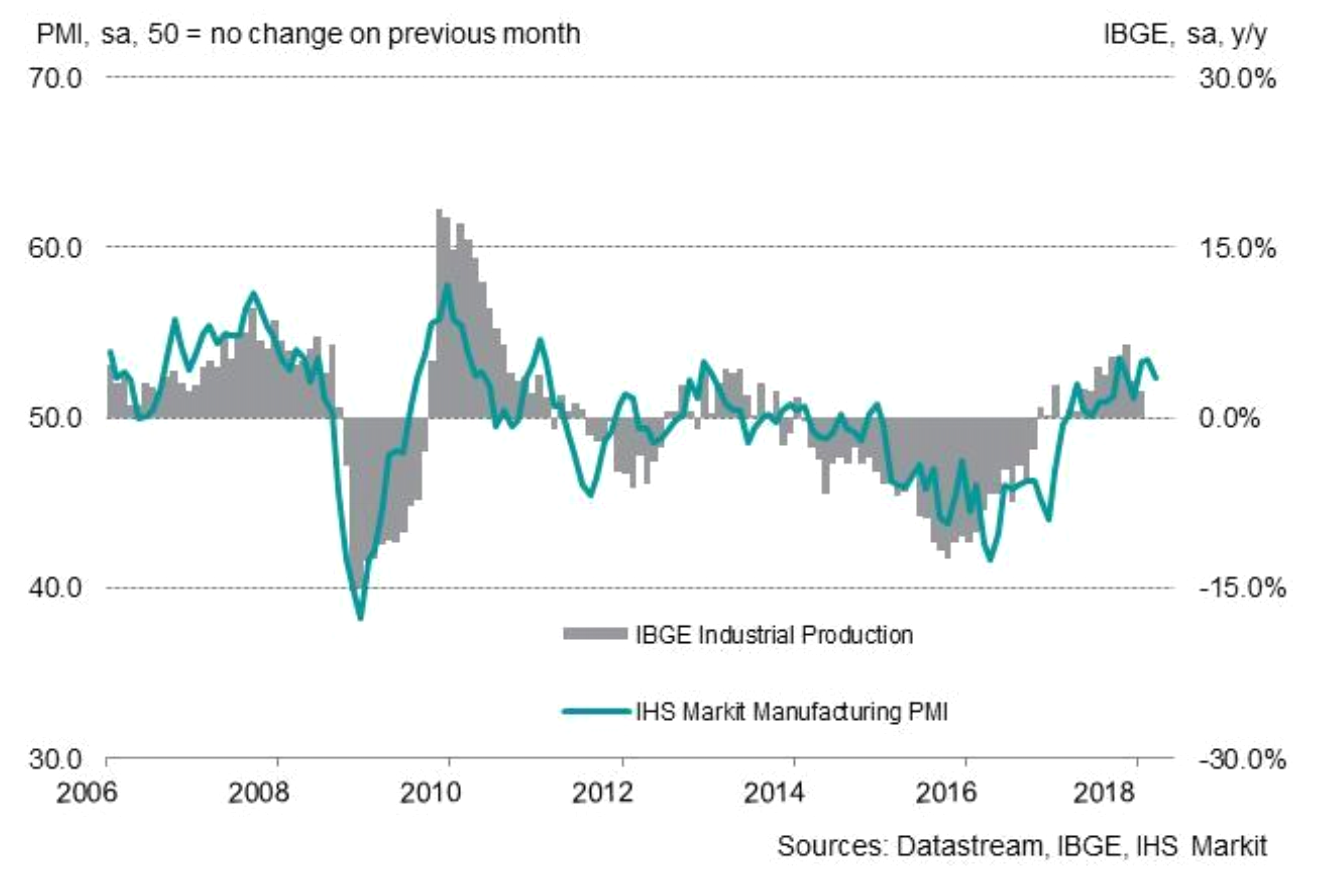 PMI, sa, 50 = no change on previous month
IBGE, sa, y/y
70.0
30.0%
60.0
15.0%
50.0
0.0%
40.0
-15.0%
IBGE Industrial Production
IHS Markit Manufacturing PMI
30.0
-30.0%
2006 2008 2010 2012 2014 2016 2018
Sources: Datastream, IBGE, IHS Markit